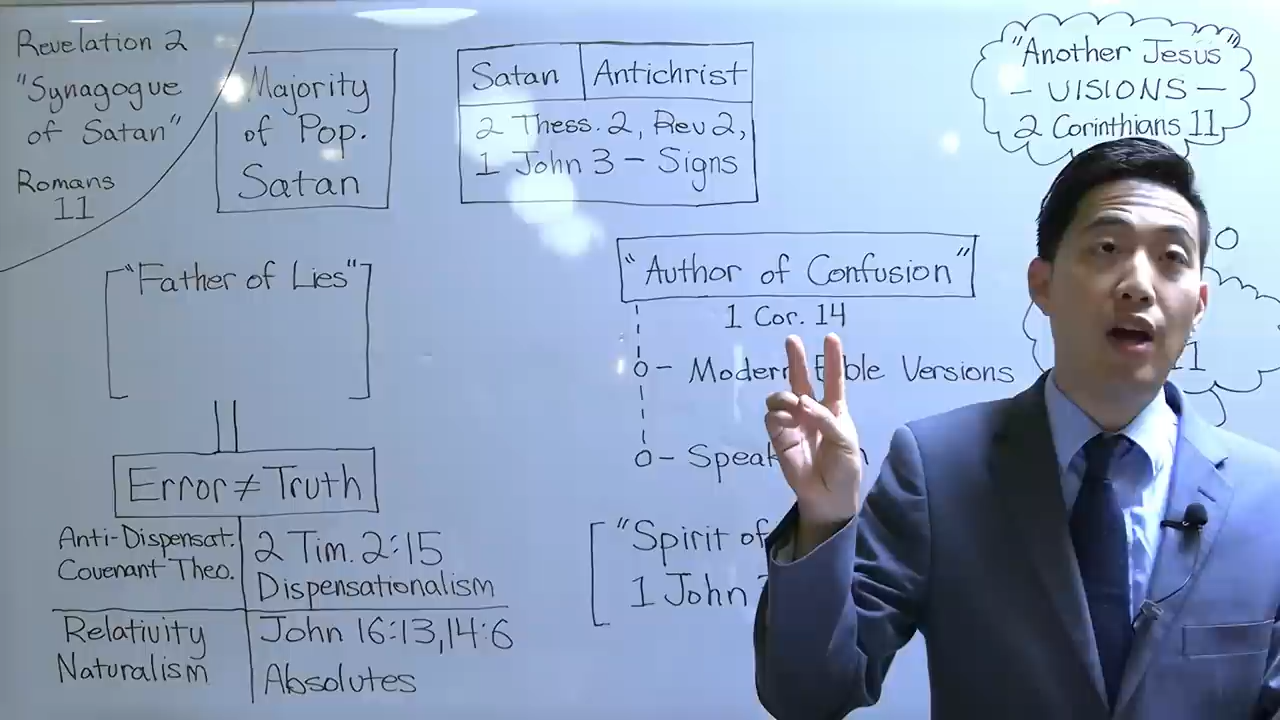 Revelation 2
"Synagogue
of Satan"
Romans
11
Majority
of Pop.
Satan
Satan
Antichrist
2 Thess. 2, Rev 2,
1 John 3 – Signs
"Another Jesus"
– VISIONS –
2 Corinthians 11
"Father of Lies"
Error ≠ Truth
Anti-Dispensat.
Covenant Theo.
2 Tim. 2:15
Dispensationalism
Relativity
Naturalism
John 16:13,14:6
Absolutes
"Author of Confusion"
1 Cor. 14
o- Modern Versions
o- Speak
"Spirit of
1 John